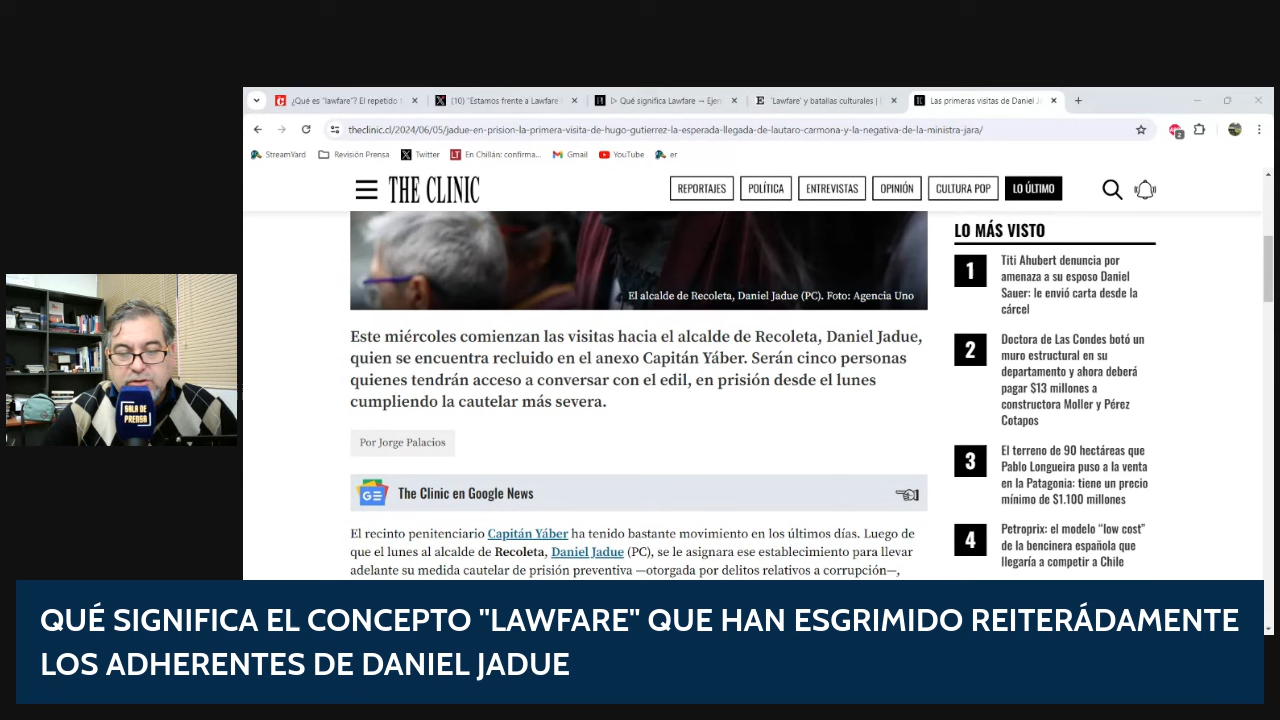 ¿Qué es "lawfare"? El repetido
(10) "Estamos frente a Lawfare
▷ Qué significa Lawfare → Ejen
'Lawfare' y batallas culturales |
Las primeras visitas de Daniel Ja
theclinic.cl/2024/06/05/jadue-en-prision-la-primera-visita-de-hugo-gutierrez-la-esperada-llegada-de-lautaro-carmona-y-la-negativa-de-la-ministra-jara/
StreamYard
Revisión Prensa
Twitter
En Chillán: confirma...
Gmail
YouTube
er
THE CLINIC
REPORTAJES
POLÍTICA
ENTREVISTAS
OPINIÓN
CULTURA POP
LO ÚLTIMO
El alcalde de Recoleta, Daniel Jadue (PC). Foto: Agencia Uno
Este miércoles comienzan las visitas hacia el alcalde de Recoleta, Daniel Jadue,
quien se encuentra recluido en el anexo Capitán Yáber. Serán cinco personas
quienes tendrán acceso a conversar con el edil, en prisión desde el lunes
cumpliendo la cautelar más severa.
Por Jorge Palacios
The Clinic en Google News
El recinto penitenciario Capitán Yáber ha tenido bastante movimiento en los últimos días. Luego de
que el lunes al alcalde de Recoleta, Daniel Jadue (PC), se le asignara ese establecimiento para llevar
adelante su medida cautelar de prisión preventiva —otorgada por delitos relativos a corrupción—,
LO MÁS VISTO
1
Titi Ahubert denuncia por
amenaza a su esposo Daniel
Sauer: le envió carta desde la
cárcel
2
Doctora de Las Condes botó un
muro estructural en su
departamento y ahora deberá
pagar $13 millones a
constructora Moller y Pérez
Cotapos
3
El terreno de 90 hectáreas que
Pablo Longueira puso a la venta
en la Patagonia: tiene un precio
mínimo de $1.100 millones
4
Petroprix: el modelo "low cost"
de la bencinera española que
llegaría a competir a Chile
SALA DE
PRENSA
QUÉ SIGNIFICA EL CONCEPTO "LAWFARE" QUE HAN ESGRIMIDO REITERÁDAMENTE
LOS ADHERENTES DE DANIEL JADUE